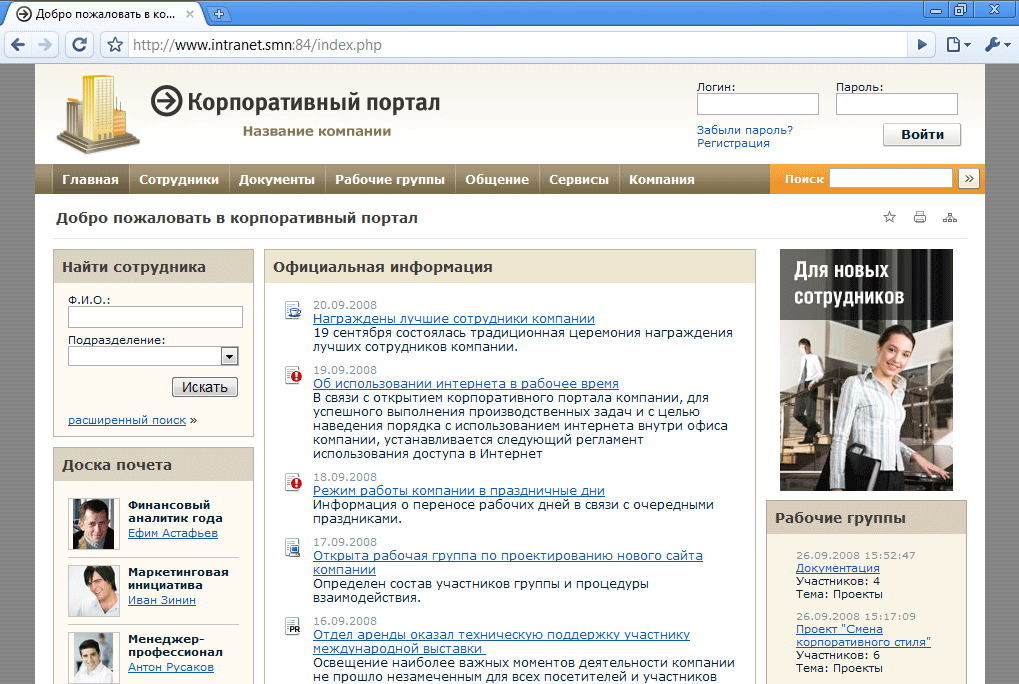 Добро пожаловать в ко...
http://www.intranet.smn:84/index.php
Корпоративный портал
Название компании
Логин:
Пароль:
Забыли пароль?
Регистрация
Войти
Главная
Сотрудники
Документы
Рабочие группы
Общение
Сервисы
Компания
Поиск
»
Добро пожаловать в корпоративный портал
Найти сотрудника
Ф.И.О.:
Подразделение:
Искать
расширенный поиск »
Доска почета
Финансовый
аналитик года
Ефим Астафьев
Маркетинговая
инициатива
Иван Зинин
Менеджер-
профессионал
Антон Русаков
Официальная информация
20.09.2008
Награждены лучшие сотрудники компании
19 сентября состоялась традиционная церемония награждения
лучших сотрудников компании.
19.09.2008
Об использовании интернета в рабочее время
В связи с открытием корпоративного портала компании, для
успешного выполнения производственных задач и с целью
наведения порядка с использованием интернета внутри офиса
компании, устанавливается следующий регламент
использования доступа в Интернет
18.09.2008
Режим работы компании в праздничные дни
Информация о переносе рабочих дней в связи с очередными
праздниками.
17.09.2008
Открыта рабочая группа по проектированию нового сайта
компании
Определен состав участников группы и процедуры
взаимодействия.
PR
16.09.2008
Отдел аренды оказал техническую поддержку участнику
международной выставки
Освещение наиболее важных моментов деятельности компании
не прошло незамеченным для всех посетителей и участников
Для новых
сотрудников
Рабочие группы
26.09.2008 15:52:47
Документация
Участников: 4
Тема: Проекты
26.09.2008 15:17:09
Проект "Смена
корпоративного стиля"
Участников: 6
Тема: Проекты